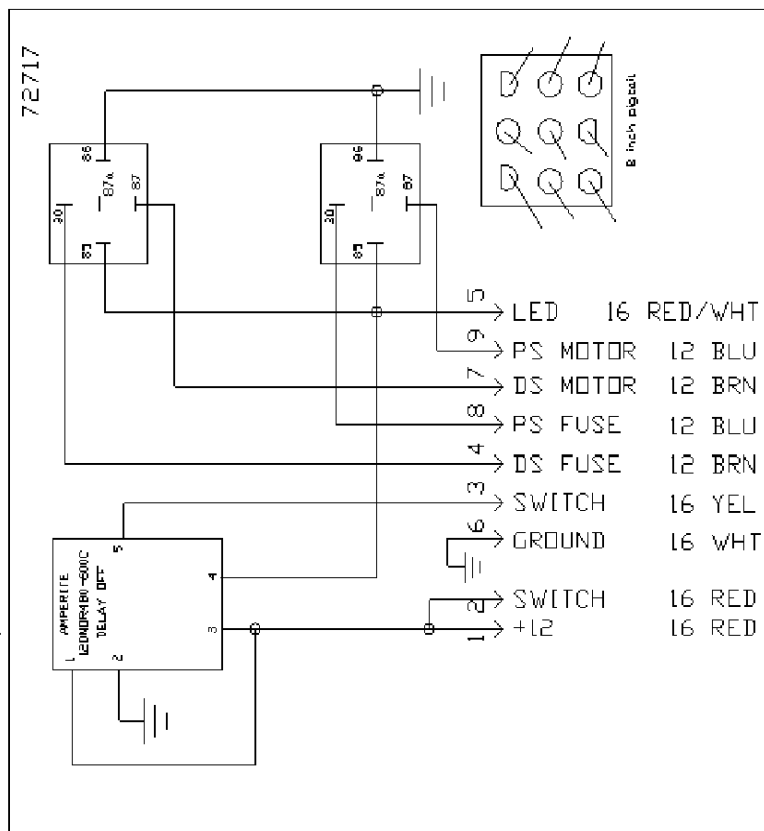 72717
86
87a
87
30
85
86
87a
87
30
85
8 inch pigtail
5 LED 16 RED/WHT
9 PS MOTOR 12 BLU
7 DS MOTOR 12 BRN
8 PS FUSE 12 BLU
4 DS FUSE 12 BRN
3 SWITCH 16 YEL
6 GROUND 16 WHT
2 SWITCH 16 RED
1 +12 16 RED
AMPERITE
DELAY OFF
5
4
3
1
2